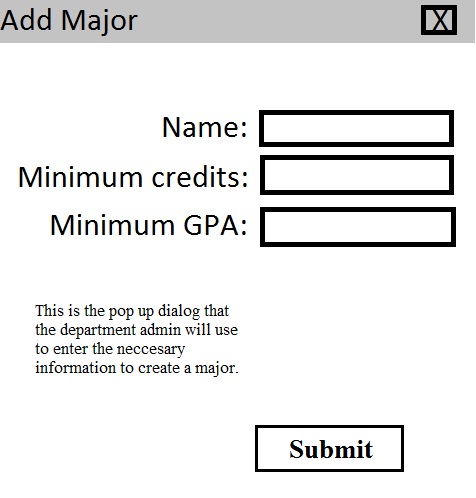 Add Major X
Name:
Minimum credits:
Minimum GPA:
This is the pop up dialog that
the department admin will use
to enter the neccesary
information to create a major.
Submit